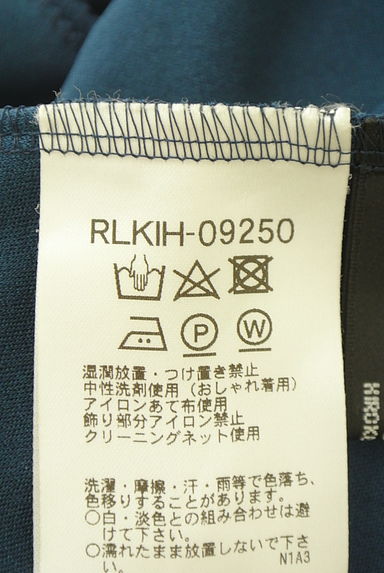 RLKIH-09250
P W
湿潤放置・つけ置き禁止
中性洗剤使用（おしゃれ着用）
アイロンあて布使用
飾り部分アイロン禁止
クリーニングネット使用
洗濯・摩擦・汗・雨等で色落ち、
色移りすることがあります。
○白・淡色との組み合わせは避
けて下さい。
○濡れたまま放置しないで下さ
い。
N1A3
HIROKO